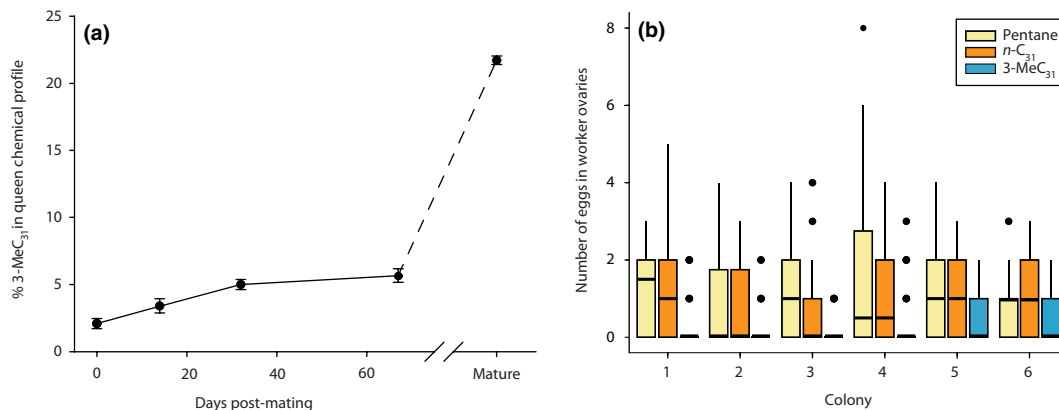 (a)
25
20
15
10
5
0
% 3-MeC31 in queen chemical profile
0 20 40 60 Mature
Days post-mating
(b)
8
6
4
2
0
Number of eggs in worker ovaries
Pentane
n-C31
3-MeC31
1 2 3 4 5 6
Colony